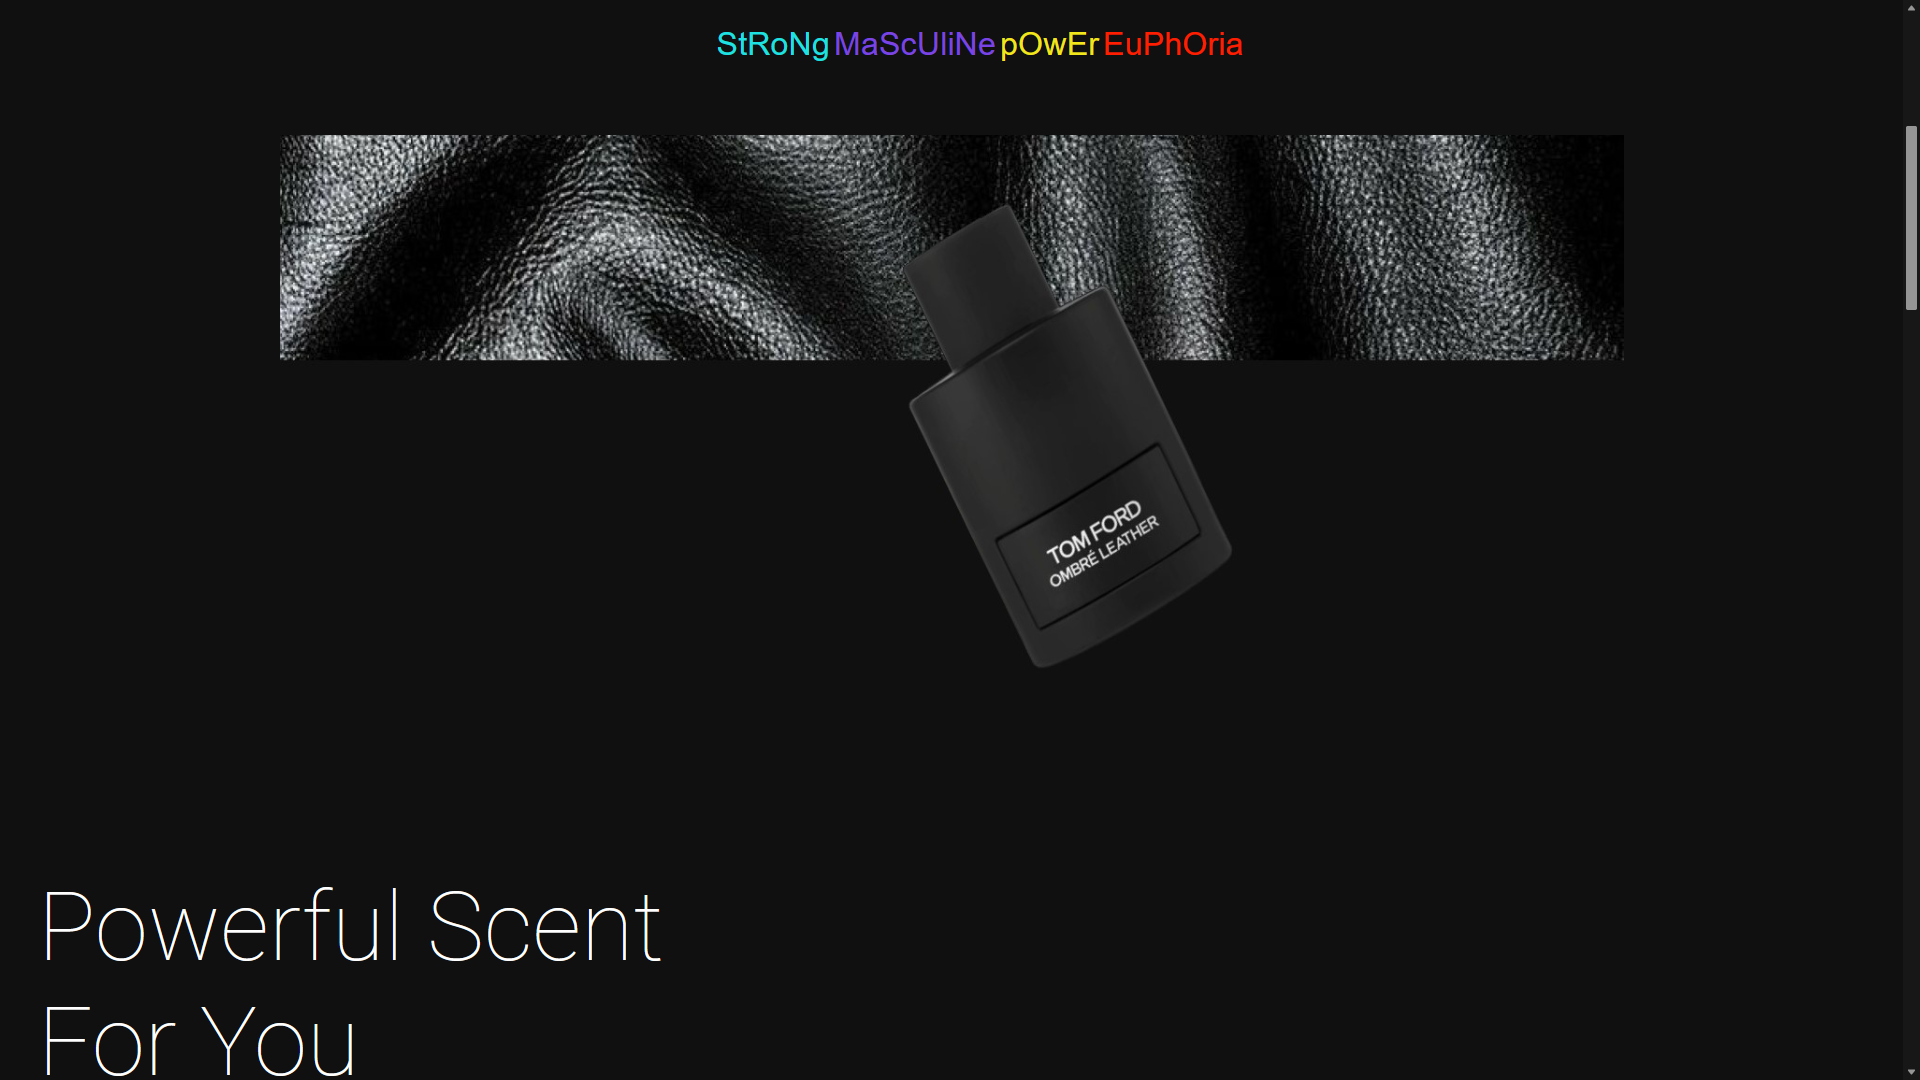 StRoNg MaScUliNe pOwEr EuPhOria
TOM FORD
OMBRÉ LEATHER
Powerful Scent
For You